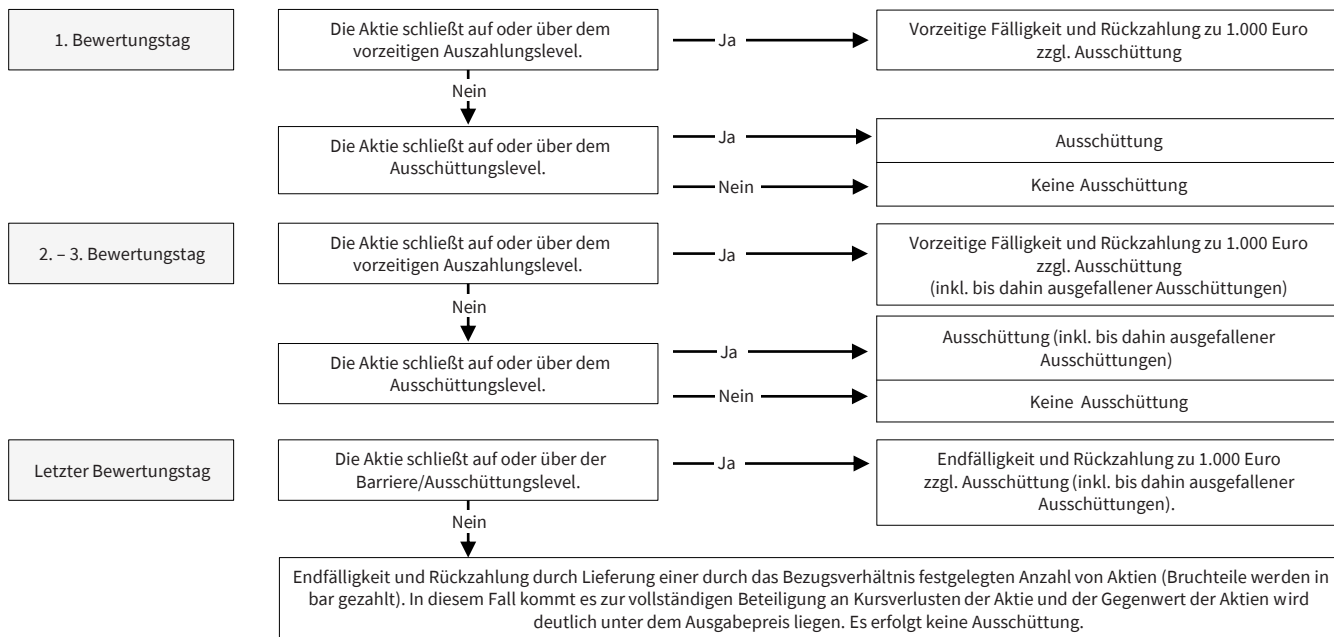 1. Bewertungstag
Die Aktie schließt auf oder über dem
vorzeitigen Auszahlungslevel.
Ja
Vorzeitige Fälligkeit und Rückzahlung zu 1.000 Euro
zzgl. Ausschüttung
Nein
Die Aktie schließt auf oder über dem
Ausschüttungslevel.
Ja
Ausschüttung
Nein
Keine Ausschüttung
2. – 3. Bewertungstag
Die Aktie schließt auf oder über dem
vorzeitigen Auszahlungslevel.
Ja
Vorzeitige Fälligkeit und Rückzahlung zu 1.000 Euro
zzgl. Ausschüttung
(inkl. bis dahin ausgefallener Ausschüttungen)
Nein
Die Aktie schließt auf oder über dem
Ausschüttungslevel.
Ja
Ausschüttung (inkl. bis dahin ausgefallener
Ausschüttungen)
Nein
Keine Ausschüttung
Letzter Bewertungstag
Die Aktie schließt auf oder über der
Barriere/Ausschüttungslevel.
Ja
Endfälligkeit und Rückzahlung zu 1.000 Euro
zzgl. Ausschüttung (inkl. bis dahin ausgefallener
Ausschüttungen).
Nein
Endfälligkeit und Rückzahlung durch Lieferung einer durch das Bezugsverhältnis festgelegten Anzahl von Aktien (Bruchteile werden in
bar gezahlt). In diesem Fall kommt es zur vollständigen Beteiligung an Kursverlusten der Aktie und der Gegenwert der Aktien wird
deutlich unter dem Ausgabepreis liegen. Es erfolgt keine Ausschüttung.